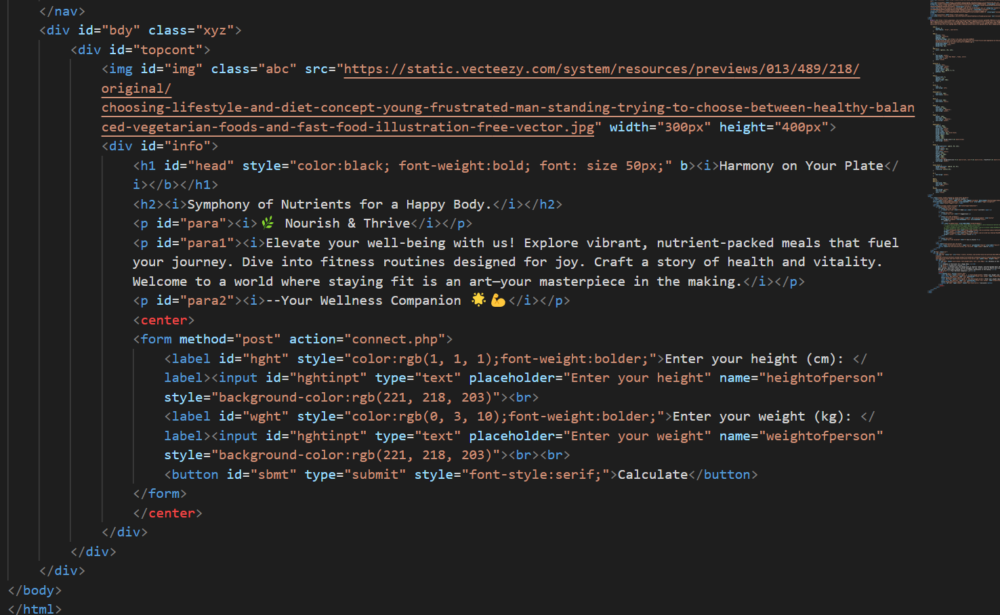 </nav>
<div id="bdy" class="xyz">
<div id="topcont">
<img id="img" class="abc" src="https://static.vecteezy.com/system/resources/previews/013/489/218/
original/
choosing-lifestyle-and-diet-concept-young-frustrated-man-standing-trying-to-choose-between-healthy-balan
ced-vegetarian-foods-and-fast-food-illustration-free-vector.jpg" width="300px" height="400px">
<div id="info">
<h1 id="head" style="color:black; font-weight:bold; font: size 50px;" b><i>Harmony on Your Plate</
i></b></h1>
<h2><i>Symphony of Nutrients for a Happy Body.</i></h2>
<p id="para"><i>🌿 Nourish & Thrive</i></p>
<p id="para1"><i>Elevate your well-being with us! Explore vibrant, nutrient-packed meals that fuel
your journey. Dive into fitness routines designed for joy. Craft a story of health and vitality.
Welcome to a world where staying fit is an art—your masterpiece in the making.</i></p>
<p id="para2"><i>--Your Wellness Companion 🌟💪</i></p>
<center>
<form method="post" action="connect.php">
<label id="hght" style="color:rgb(1, 1, 1);font-weight:bolder;">Enter your height (cm): </
label><input id="hghtinpt" type="text" placeholder="Enter your height" name="heightofperson"
style="background-color:rgb(221, 218, 203)"><br>
<label id="wght" style="color:rgb(0, 3, 10);font-weight:bolder;">Enter your weight (kg): </
label><input id="hghtinpt" type="text" placeholder="Enter your weight" name="weightofperson"
style="background-color:rgb(221, 218, 203)"><br><br>
<button id="sbmt" type="submit" style="font-style:serif;">Calculate</button>
</form>
</center>
</div>
</div>
</div>
</body>
</html>